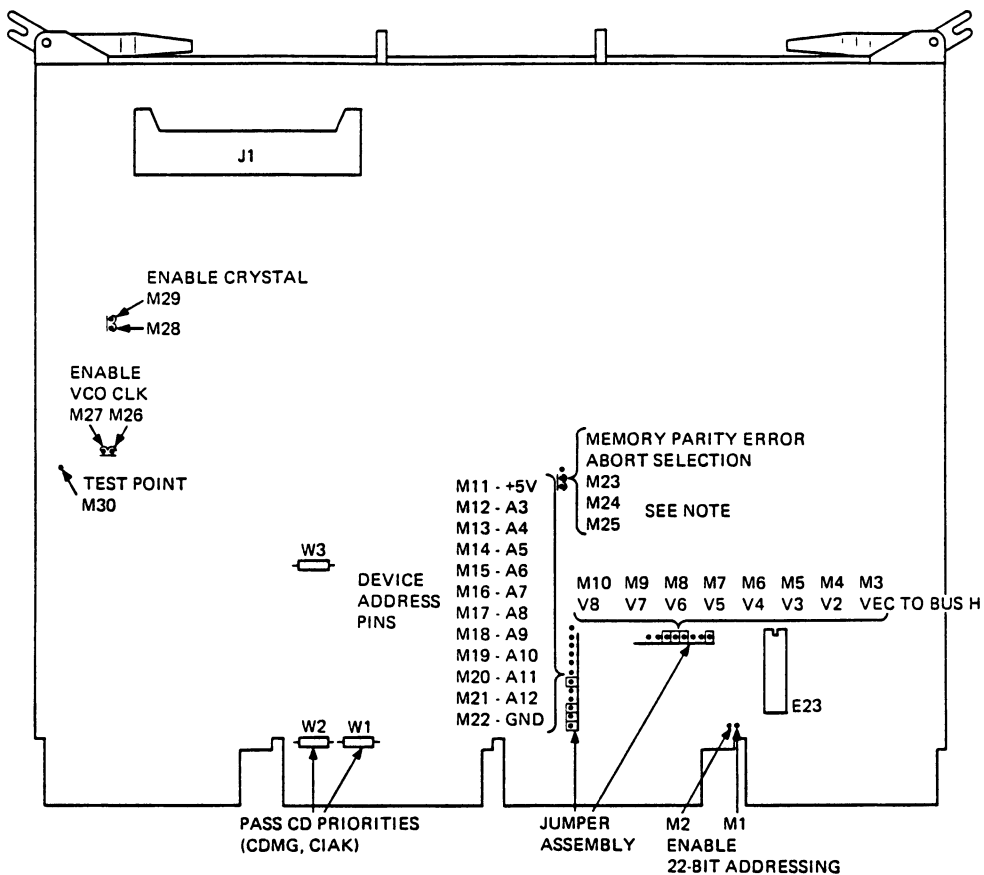 J1
ENABLE CRYSTAL
M29
M28
ENABLE
VCO CLK
M27 M26
TEST POINT
M30
MEMORY PARITY ERROR
ABORT SELECTION
M23
M24
M25
SEE NOTE
M11 - +5V
M12 - A3
M13 - A4
M14 - A5
M15 - A6
M16 - A7
M17 - A8
M18 - A9
M19 - A10
M20 - A11
M21 - A12
M22 - GND
DEVICE
ADDRESS
PINS
W3
M10 M9 M8 M7 M6 M5 M4 M3
V8 V7 V6 V5 V4 V3 V2 VEC TO BUS H
E23
W2 W1
PASS CD PRIORITIES
(CDMG, CIAK)
JUMPER
ASSEMBLY
M2 M1
ENABLE
22-BIT ADDRESSING